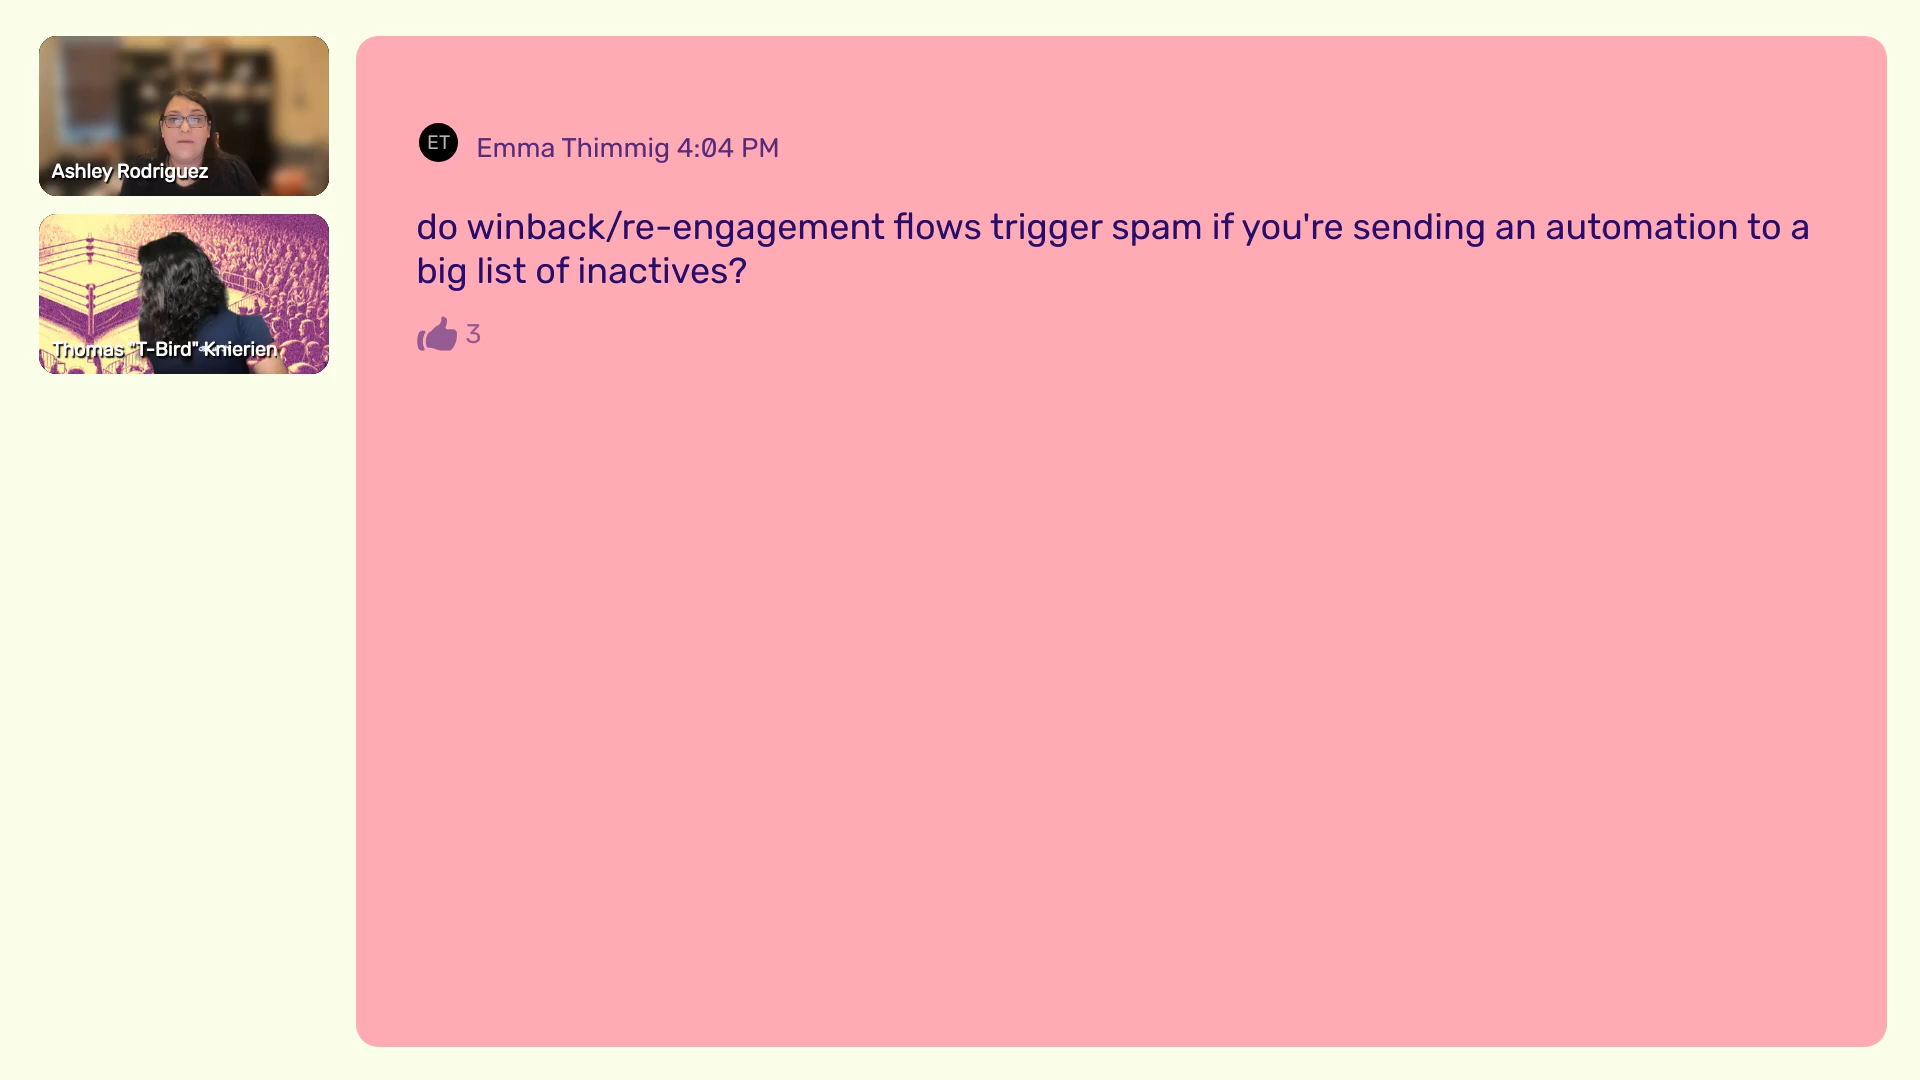 Ashley Rodriguez
Thomas "T-Bird" Knierien
ET
Emma Thimmig 4:04 PM
do winback/re-engagement flows trigger spam if you're sending an automation to a
big list of inactives?
3